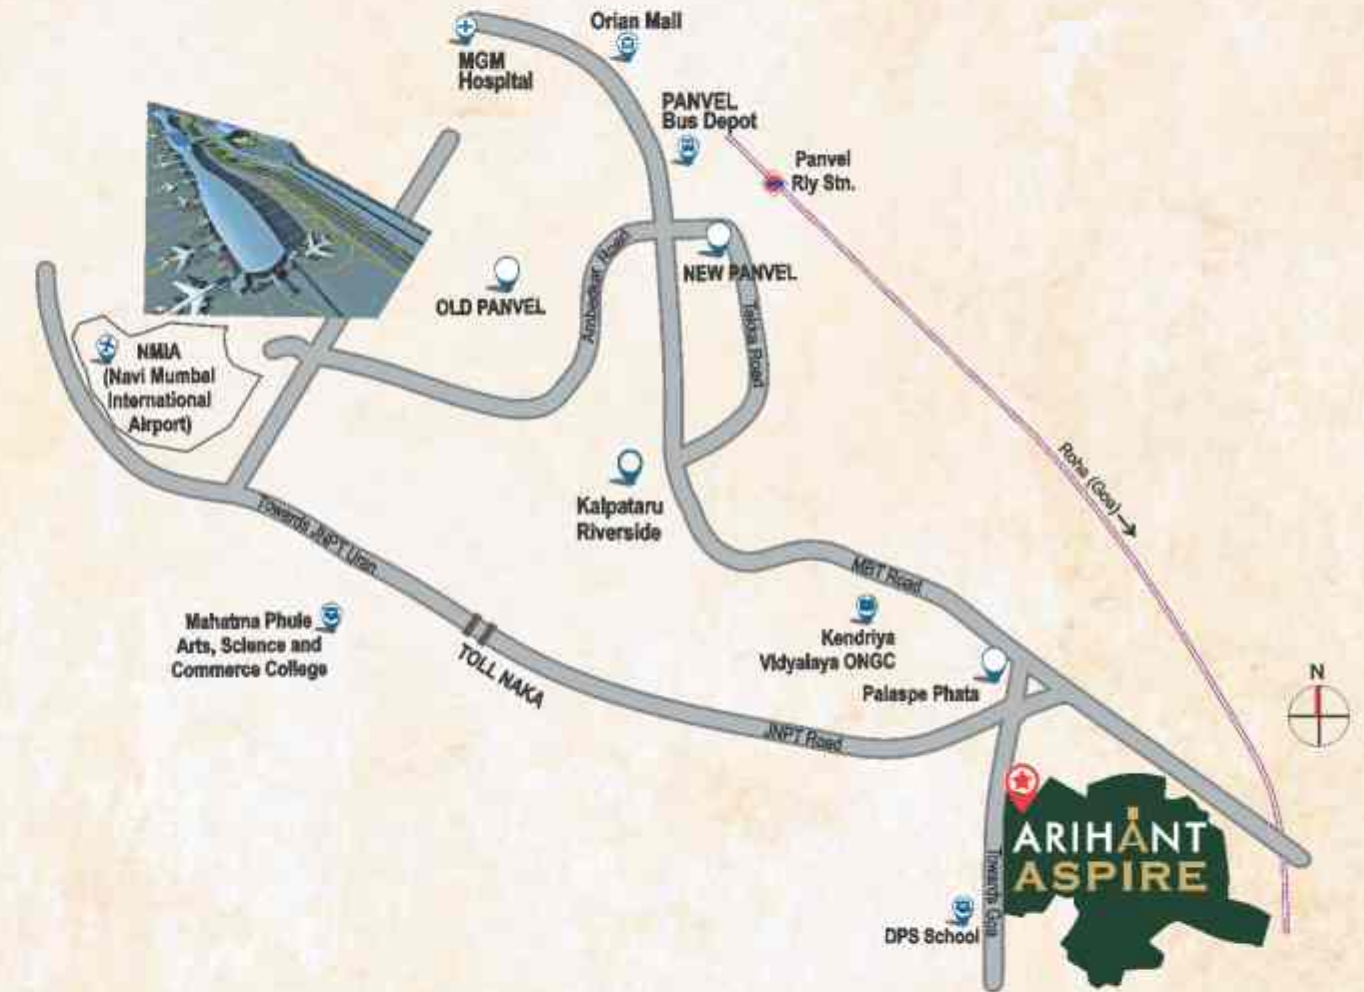 Orian Mall
MGM
Hospital
PANVEL
Bus Depot
Panvel
Rly Stn.
Ambedkar Road
NEW PANVEL
OLD PANVEL
Taloja Road
NMIA
(Navi Mumbai
International
Airport)
Roha (Goa)
Kalpataru
Riverside
Towards JNPT Uran
MBT Road
Mahatma Phule
Arts, Science and
Commerce College
TOLL NAKA
Kendriya
Vidyalaya ONGC
Palaspe Phata
N
JNPT Road
ARIHANT
ASPIRE
Towards Goa
DPS School